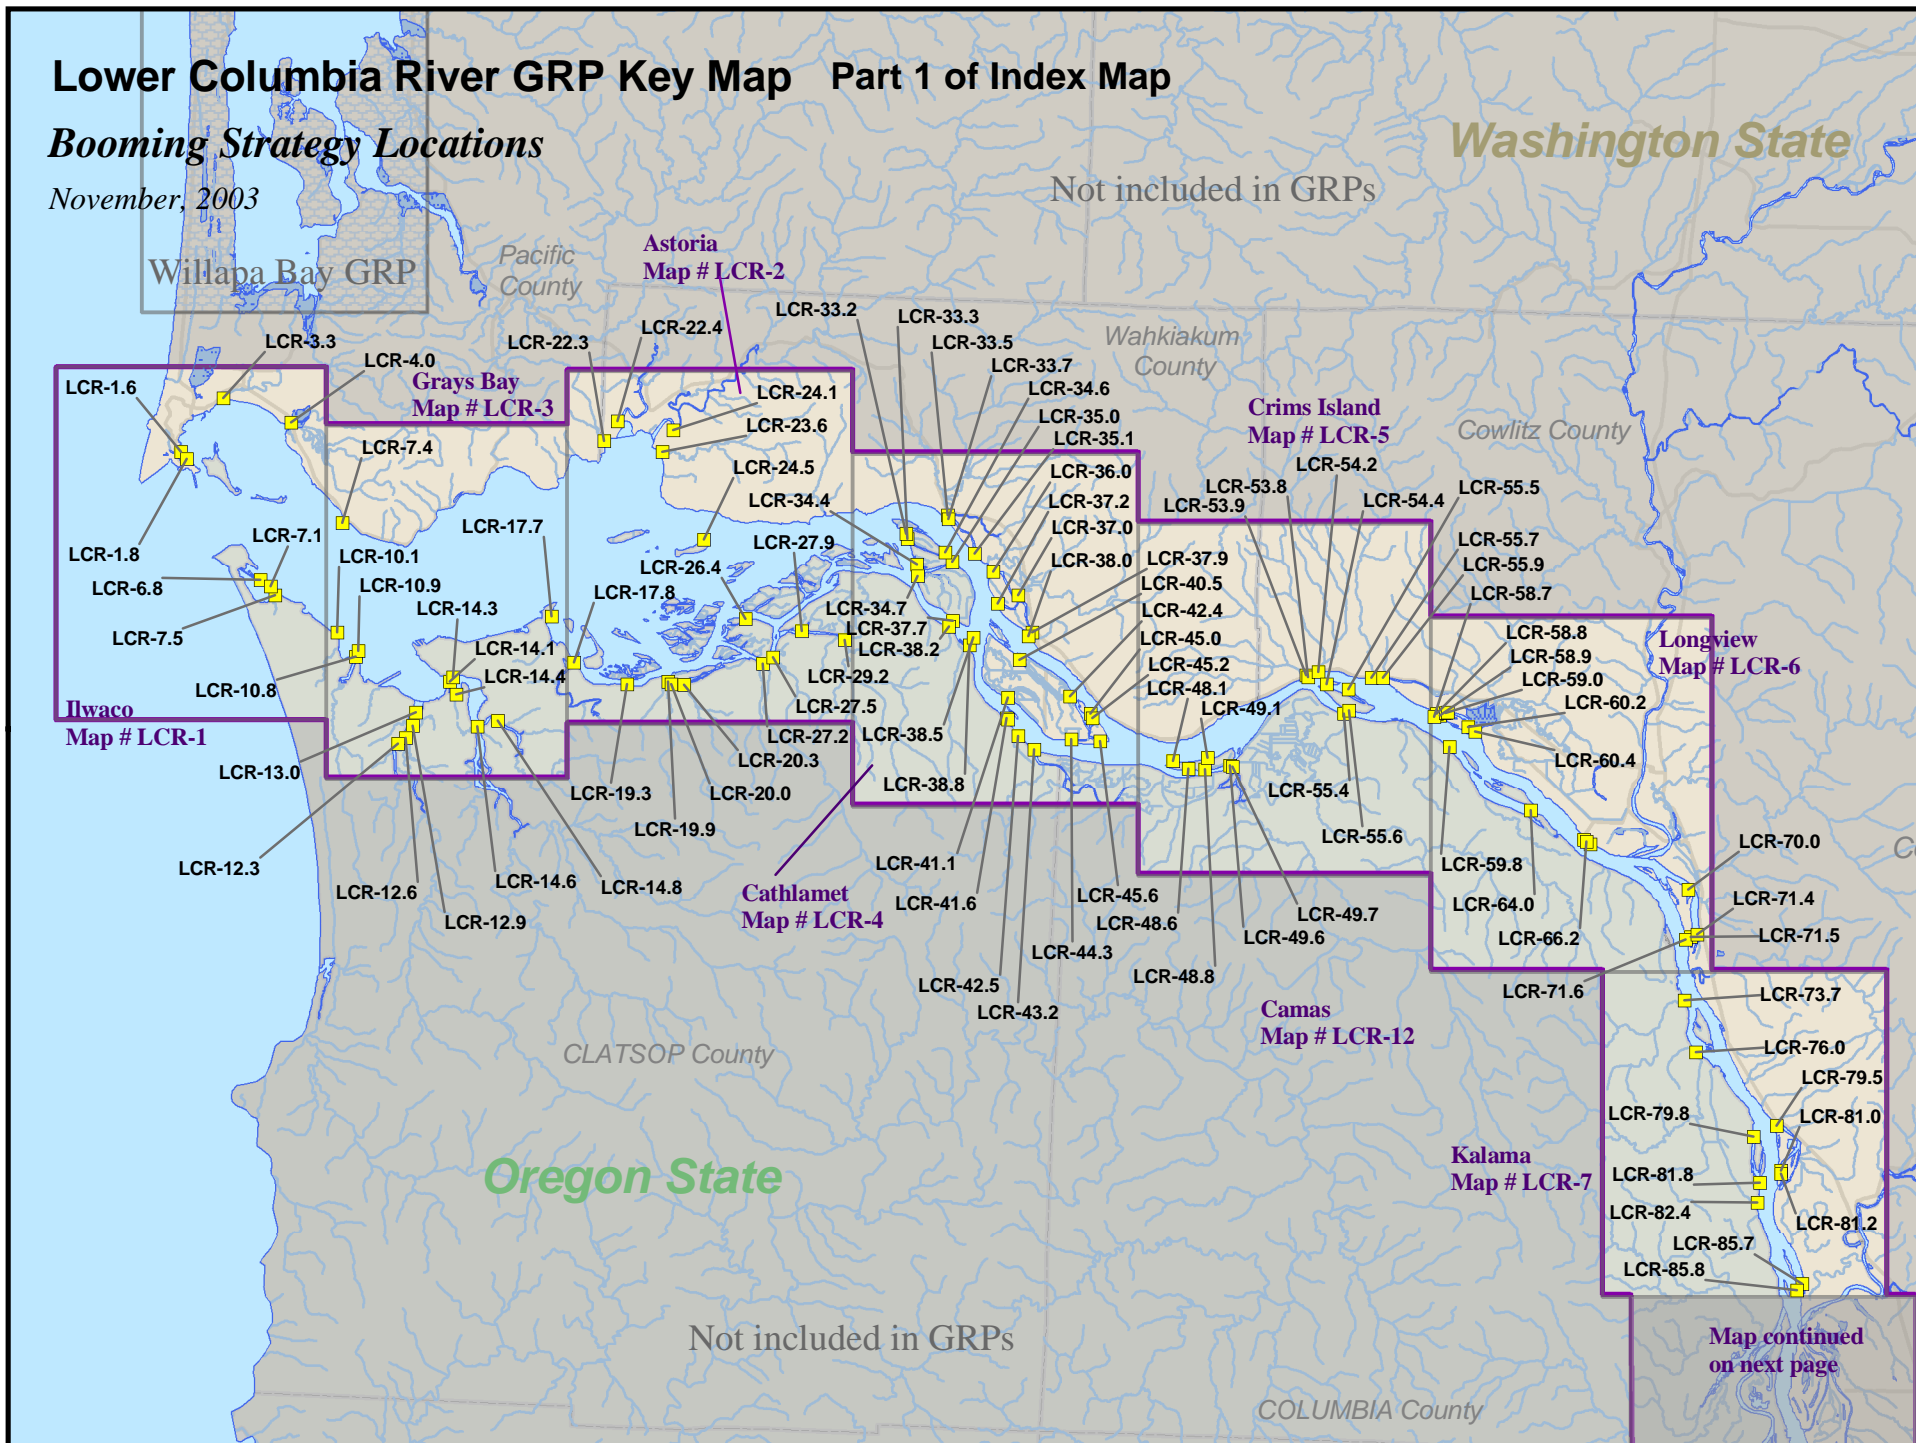 Lower Columbia River GRP Key Map Part 1 of Index Map
Booming Strategy Locations
November, 2003
Washington State
Not included in GRPs
Willapa Bay GRP
Pacific
County
Astoria
Map # LCR-2
Wahkiakum
County
Grays Bay
Map # LCR-3
Crims Island
Map # LCR-5
Cowlitz County
Longview
Map # LCR-6
Ilwaco
Map # LCR-1
Cathlamet
Map # LCR-4
Camas
Map # LCR-12
Kalama
Map # LCR-7
CLATSOP County
Oregon State
Not included in GRPs
COLUMBIA County
Map continued
on next page
Co
LCR-3.3
LCR-4.0
LCR-1.6
LCR-7.4
LCR-1.8
LCR-7.1
LCR-6.8
LCR-7.5
LCR-10.1
LCR-10.9
LCR-10.8
LCR-14.3
LCR-14.1
LCR-14.4
LCR-13.0
LCR-12.3
LCR-12.6
LCR-12.9
LCR-14.6
LCR-14.8
LCR-17.7
LCR-17.8
LCR-22.3
LCR-22.4
LCR-24.1
LCR-23.6
LCR-24.5
LCR-34.4
LCR-27.9
LCR-26.4
LCR-19.3
LCR-19.9
LCR-20.0
LCR-20.3
LCR-27.2
LCR-27.5
LCR-29.2
LCR-33.2
LCR-33.3
LCR-33.5
LCR-33.7
LCR-34.6
LCR-35.0
LCR-35.1
LCR-36.0
LCR-37.2
LCR-37.0
LCR-38.0
LCR-37.9
LCR-40.5
LCR-42.4
LCR-45.0
LCR-45.2
LCR-48.1
LCR-49.1
LCR-34.7
LCR-37.7
LCR-38.2
LCR-38.5
LCR-38.8
LCR-41.1
LCR-41.6
LCR-42.5
LCR-43.2
LCR-44.3
LCR-45.6
LCR-48.6
LCR-48.8
LCR-49.6
LCR-49.7
LCR-53.8
LCR-53.9
LCR-54.2
LCR-54.4
LCR-55.5
LCR-55.7
LCR-55.9
LCR-58.7
LCR-58.8
LCR-58.9
LCR-59.0
LCR-60.2
LCR-60.4
LCR-55.4
LCR-55.6
LCR-59.8
LCR-64.0
LCR-66.2
LCR-70.0
LCR-71.4
LCR-71.5
LCR-71.6
LCR-73.7
LCR-76.0
LCR-79.5
LCR-79.8
LCR-81.0
LCR-81.8
LCR-82.4
LCR-81.2
LCR-85.7
LCR-85.8